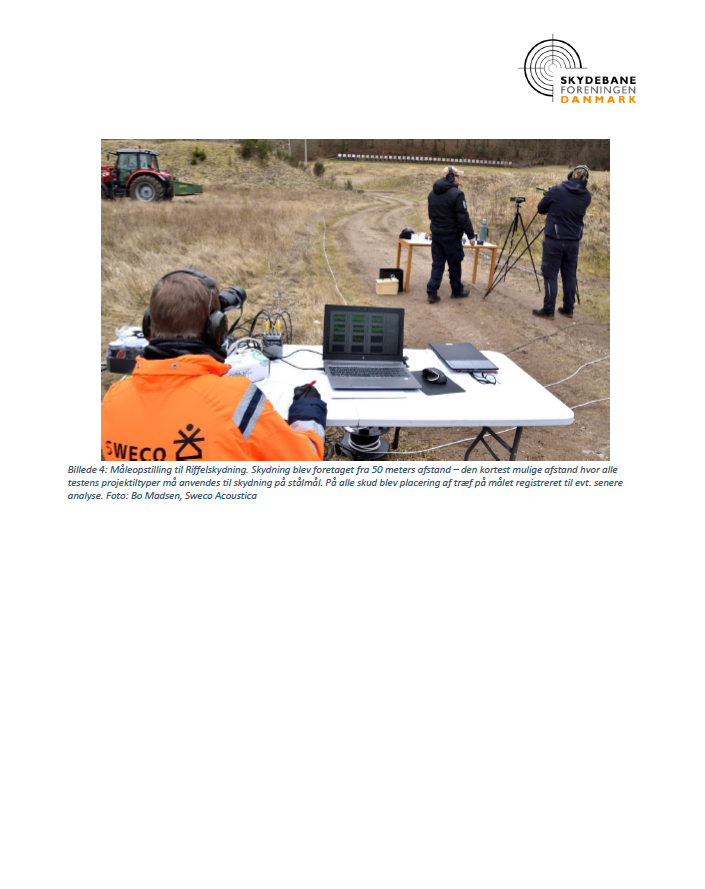 SKYDEBANE
FORENINGEN
DANMARK
SWECO
Billede 4: Måleopstilling til Riffelskydning. Skydning blev foretaget fra 50 meters afstand – den kortest mulige afstand hvor alle
testens projektiltyper må anvendes til skydning på stålmål. På alle skud blev placering af træf på målet registreret til evt. senere
analyse. Foto: Bo Madsen, Sweco Acoustica